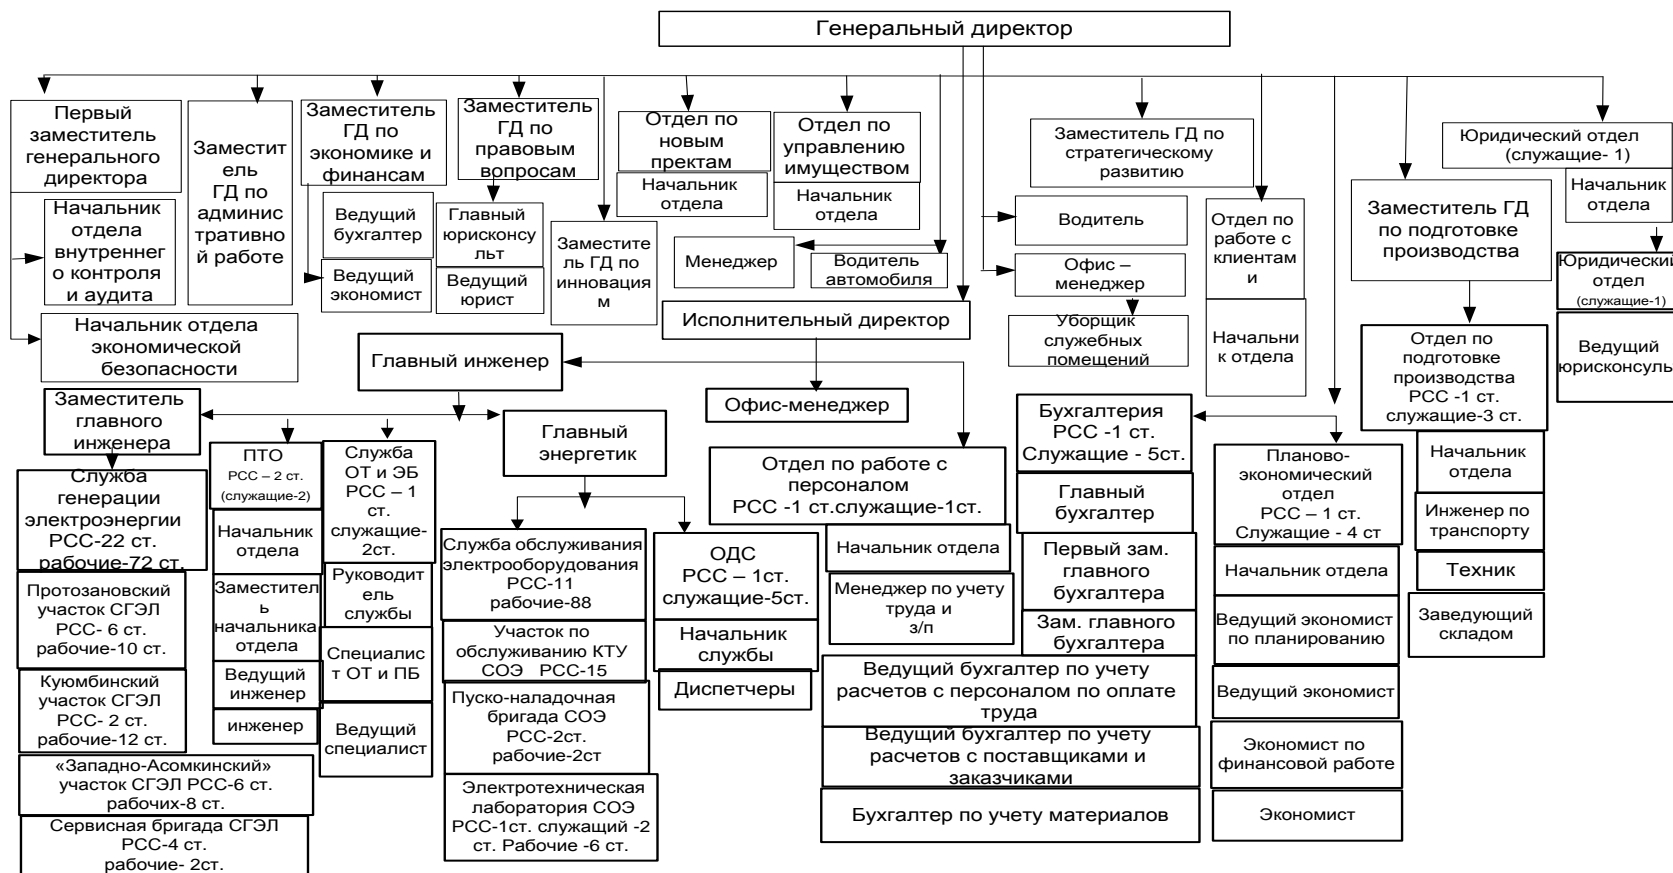 Генеральный директор
Первый
заместитель
генерального
директора
Начальник
отдела
внутреннег
о контроля
и аудита
Начальник отдела
экономической
безопасности
Заместит
ель
ГД по
админис
тративно
й работе
Заместитель
ГД по
экономике и
финансам
Ведущий
бухгалтер
Ведущий
экономист
Заместитель
ГД по
правовым
вопросам
Главный
юрисконсу
льт
Ведущий
юрист
Заместите
ль ГД по
инновация
м
Отдел по
новым
пректам
Начальник
отдела
Отдел по
управлению
имуществом
Начальник
отдела
Менеджер
Водитель
автомобиля
Исполнительный директор
Заместитель ГД по
стратегическому
развитию
Водитель
Офис –
менеджер
Уборщик
служебных
помещений
Отдел по
работе с
клиентам
и
Начальни
к отдела
Заместитель ГД
по подготовке
производства
Юридический отдел
(служащие- 1)
Начальник
отдела
Юридический
отдел
(служащие-1)
Ведущий
юрисконсуль
Отдел по
подготовке
производства
РСС -1 ст.
служащие-3 ст.
Начальник
отдела
Инженер по
транспорту
Техник
Заведующий
складом
Главный инженер
Офис-менеджер
Заместитель
главного
инженера
Служба
генерации
электроэнергии
РСС-22 ст.
рабочие-72 ст.
Протозановский
участок СГЭЛ
РСС- 6 ст.
рабочие-10 ст.
Куюмбинский
участок СГЭЛ
РСС- 2 ст.
рабочие-12 ст.
«Западно-Асомкинский»
участок СГЭЛ РСС-6 ст.
рабочих-8 ст.
Сервисная бригада СГЭЛ
РСС-4 ст.
рабочие- 2ст.
ПТО
РСС – 2 ст.
(служащие-2)
Начальник
отдела
Заместител
ь
начальника
отдела
Ведущий
инженер
инженер
Служба
ОТ и ЭБ
РСС – 1
ст.
служащие-
2ст.
Руководит
ель
службы
Специалис
т ОТ и ПБ
Ведущий
специалист
Главный
энергетик
Служба обслуживания
электрооборудования
РСС-11
рабочие-88
Участок по
обслуживанию КТУ
СОЭ РСС-15
Пуско-наладочная
бригада СОЭ
РСС-2ст.
рабочие-2ст
Электротехническая
лаборатория СОЭ
РСС-1ст. служащий -2
ст. Рабочие -6 ст.
ОДС
РСС – 1ст.
служащие-5ст.
Начальник
службы
Диспетчеры
Отдел по работе с
персоналом
РСС -1 ст.служащие-1ст.
Начальник отдела
Менеджер по учету
труда и
з/п
Бухгалтерия
РСС -1 ст.
Служащие - 5ст.
Главный
бухгалтер
Первый зам.
главного
бухгалтера
Зам. главного
бухгалтера
Ведущий бухгалтер по учету
расчетов с персоналом по оплате
труда
Ведущий бухгалтер по учету
расчетов с поставщиками и
заказчиками
Бухгалтер по учету материалов
Планово-
экономический
отдел
РСС – 1 ст.
Служащие - 4 ст
Начальник отдела
Ведущий экономист
по планированию
Ведущий экономист
Экономист по
финансовой работе
Экономист